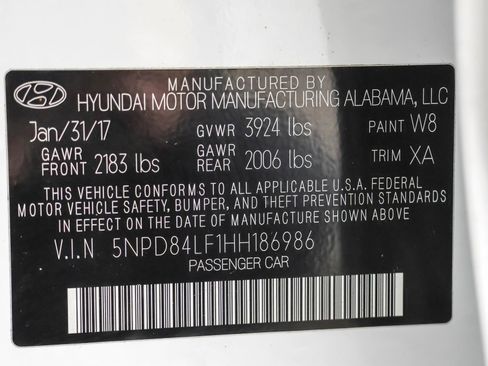 MANUFACTURED BY
HYUNDAI MOTOR MANUFACTURING ALABAMA, LLC
Jan/31/17 GVWR 3924 lbs PAINT W8
GAWR FRONT 2183 lbs GAWR REAR 2006 lbs TRIM XA
THIS VEHICLE CONFORMS TO ALL APPLICABLE U.S.A. FEDERAL
MOTOR VEHICLE SAFETY, BUMPER, AND THEFT PREVENTION STANDARDS
IN EFFECT ON THE DATE OF MANUFACTURE SHOWN ABOVE.
V.I.N 5NPD84LF1HH186986
PASSENGER CAR